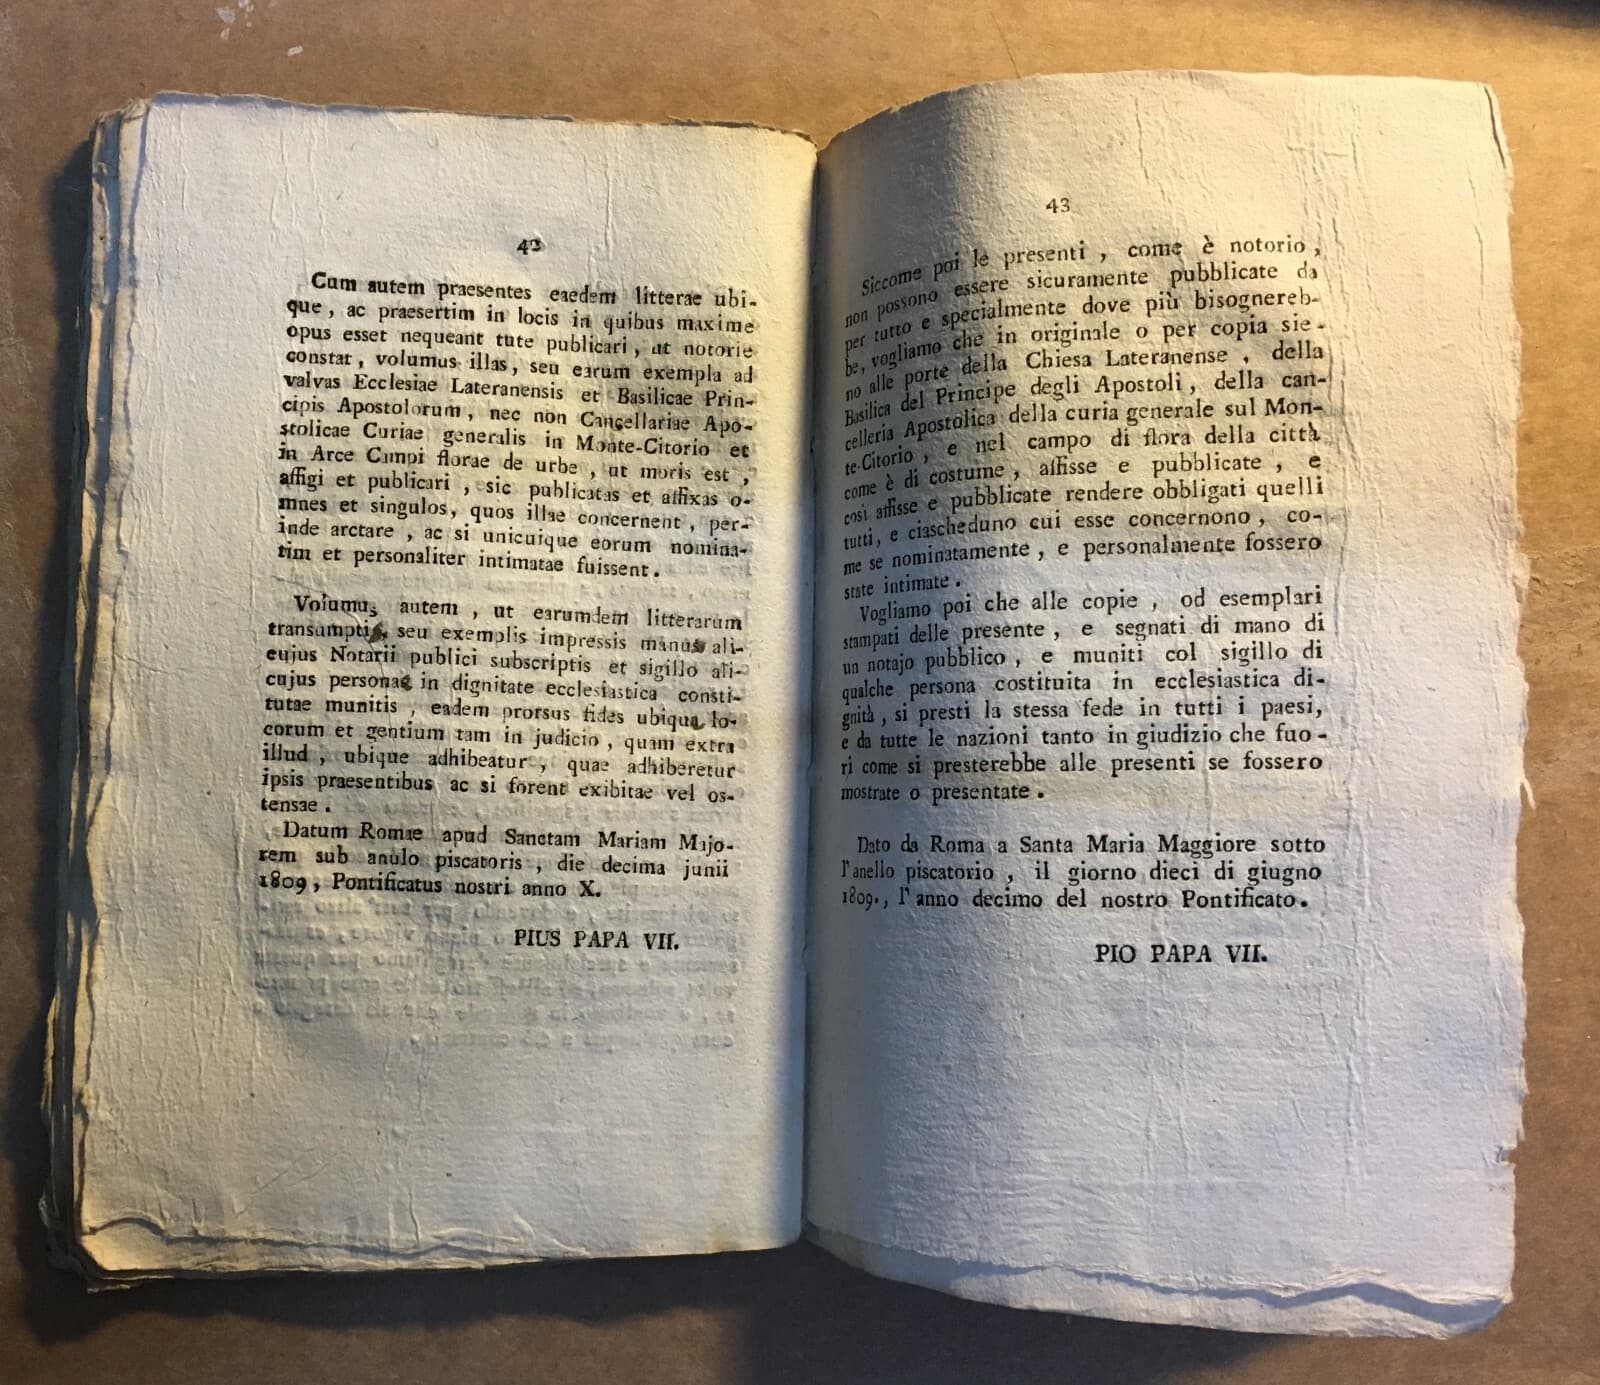 42
Cum autem praesentes eaedem litterae ubi-
que, ac praesertim in locis in quibus maxime
opus esset nequeant tute publicari, ut notorie
constat, volumus illas, seu earum exempla ad
valvas Ecclesiae Lateranensis et Basilicae Prin-
cipis Apostolorum, nec non Cancellariae Apo-
stolicae Curiae generalis in Monte-Citorio et
in Arce Campi florae de urbe, ut moris est,
affigi et publicari, sic publicatas et affixas o-
mnes et singulos, quos illae concernent, per-
inde arctare, ac si unicuique eorum nomina-
tim et personaliter intimatae fuissent.
Volumus autem, ut earumdem litterarum
transumptis, seu exemplis impressis manus ali-
cujus Notarii publici subscriptis et sigillo ali-
cujus personae in dignitate ecclesiastica consti-
tutae munitis, eadem prorsus fides ubique lo-
corum et gentium tam in judicio, quam extra
illud, ubique adhibeatur, quae adhiberetur
ipsis praesentibus ac si forent exibitae vel os-
tensae.
Datum Romae apud Sanctam Mariam Majo-
rem sub anulo piscatoris, die decima junii
1809, Pontificatus nostri anno X.
PIUS PAPA VII.
43
Siccome poi le presenti, come è notorio,
non possono essere sicuramente pubblicate da
per tutto e specialmente dove più bisognereb-
be, vogliamo che in originale o per copia sie-
no alle porte della Chiesa Lateranense, della
Basilica del Principe degli Apostoli, della can-
celleria Apostolica della curia generale sul Mon-
te-Citorio, e nel campo di flora della città
come è di costume, affisse e pubblicate, e
così affisse e pubblicate rendere obbligati quelli
tutti, e ciascheduno cui esse concernono, co-
me se nominatamente, e personalmente fossero
state intimate.
Vogliamo poi che alle copie, od esemplari
stampati delle presente, e segnati di mano di
un notajo pubblico, e muniti col sigillo di
qualche persona costituita in ecclesiastica di-
gnità, si presti la stessa fede in tutti i paesi,
e da tutte le nazioni tanto in giudizio che fuo-
ri come si presterebbe alle presenti se fossero
mostrate o presentate.
Dato da Roma a Santa Maria Maggiore sotto
l'anello piscatorio, il giorno dieci di giugno
1809., l'anno decimo del nostro Pontificato.
PIO PAPA VII.